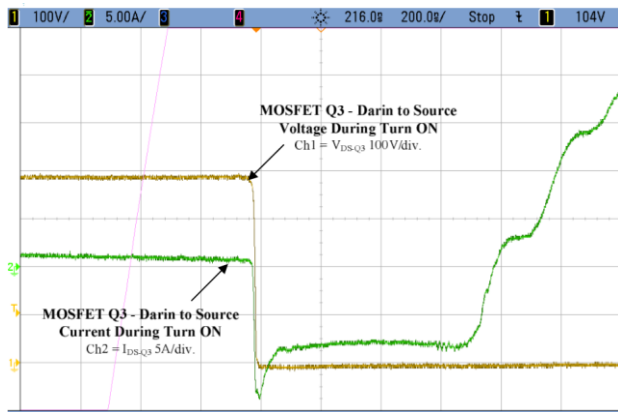 1 100V/ 2 5.00A/ 3 4 216.0s 200.0s/ Stop 1 104V
MOSFET Q3 - Darin to Source
Voltage During Turn ON
Ch1 = VDS-Q3 100V/div.
2
T
MOSFET Q3 - Darin to Source
Current During Turn ON
Ch2 = IDS-Q3 5A/div.
1